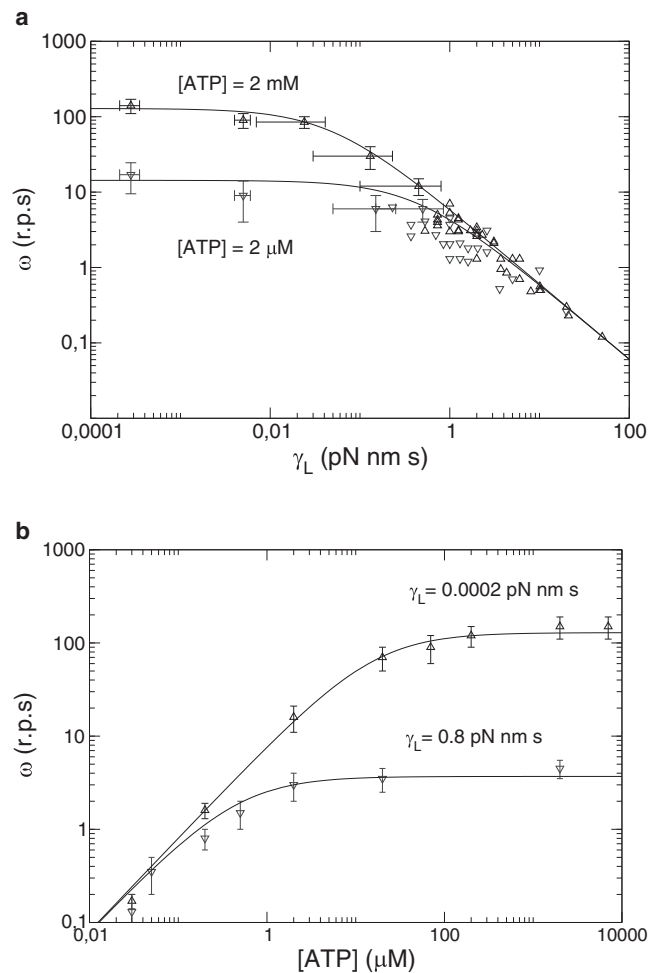 a
1000
100
10
1
0,1
ω (r.p.s)
[ATP] = 2 mM
[ATP] = 2 μM
0,0001
0,01
1
100
γL (pN nm s)
b
1000
100
10
1
0,1
ω (r.p.s)
γL= 0.0002 pN nm s
γL= 0.8 pN nm s
0,01
1
100
10000
[ATP] (μM)